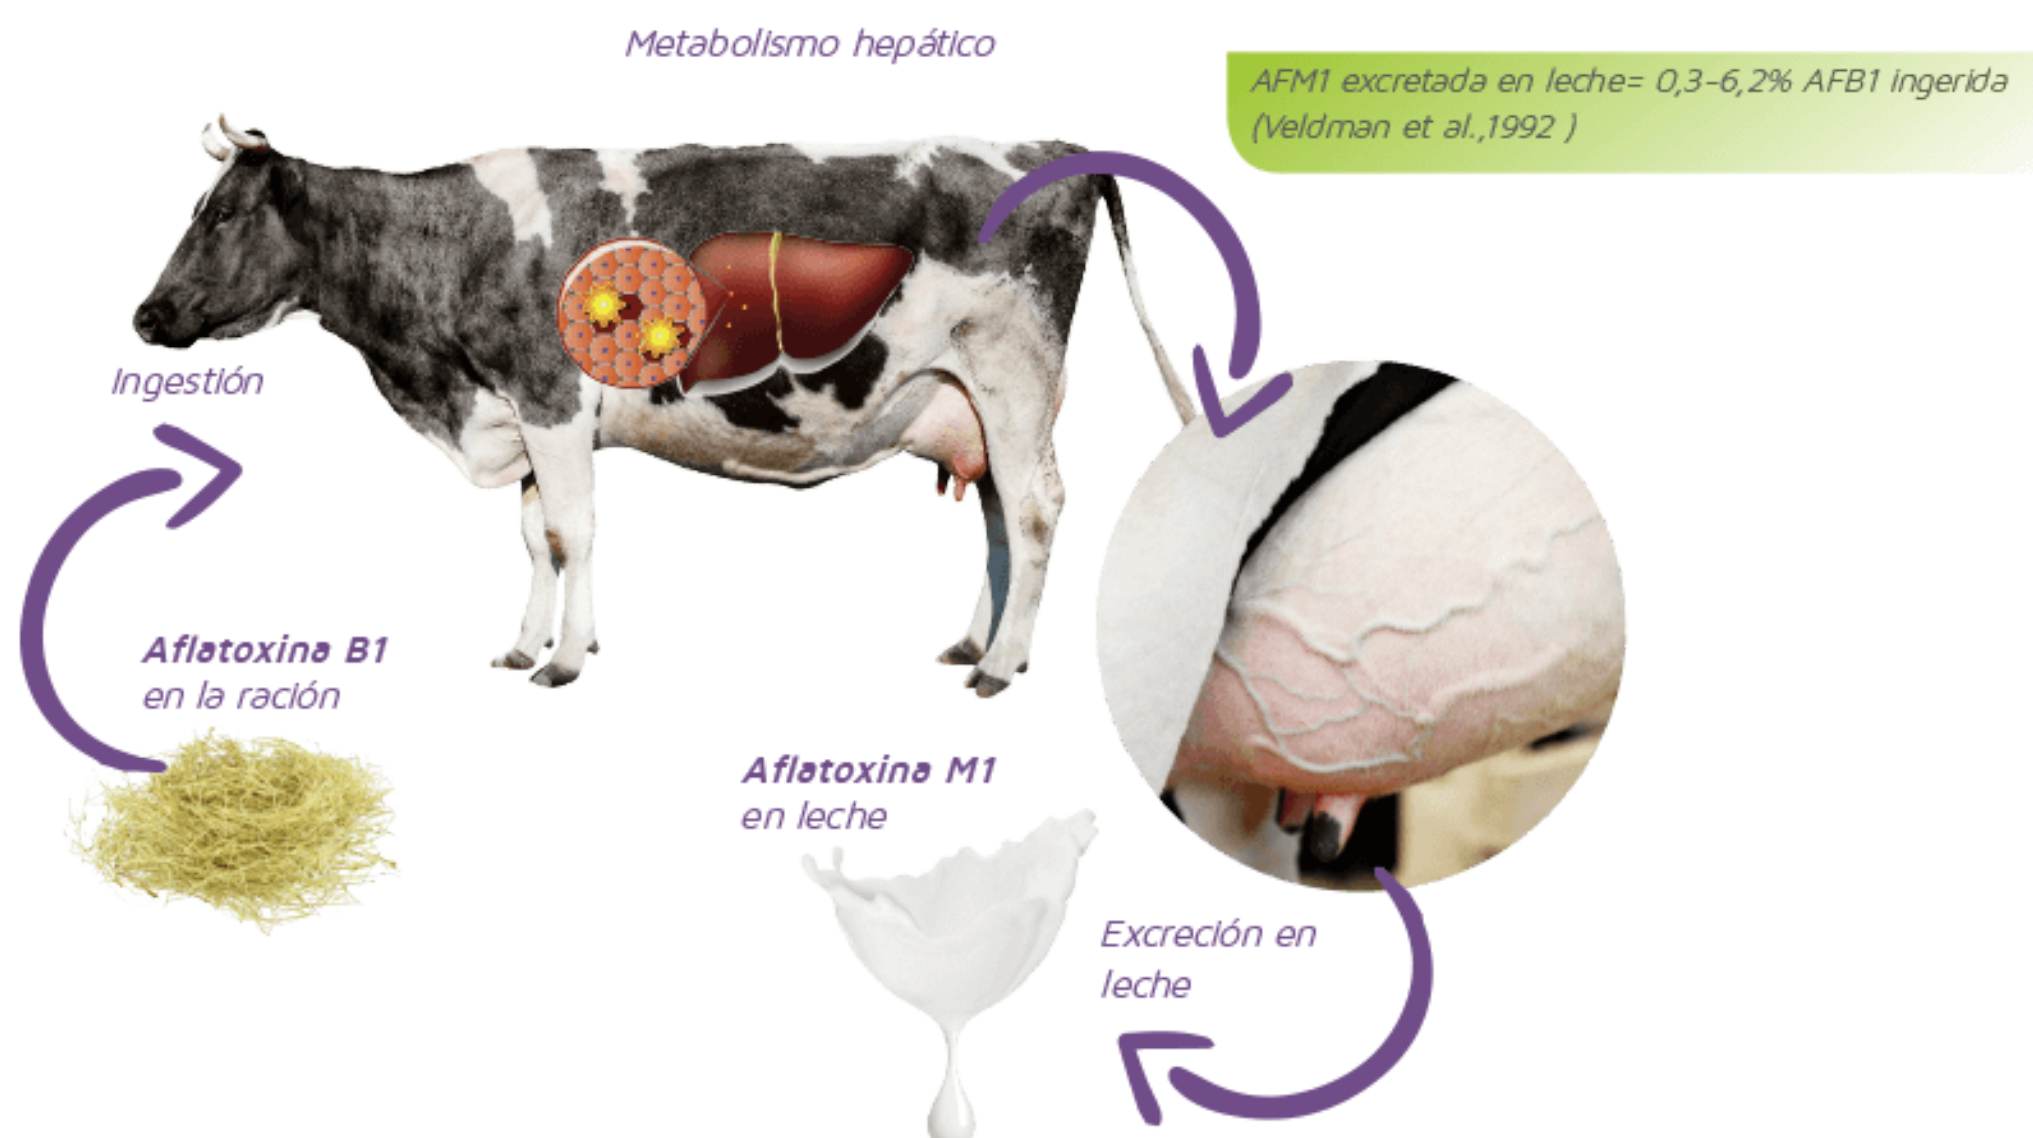 Metabolismo hepático
AFM1 excretada en leche= 0,3-6,2% AFB1 ingerida
(Veldman et al.,1992 )
Ingestión
Aflatoxina B1
en la ración
Aflatoxina M1
en leche
Excreción en
leche